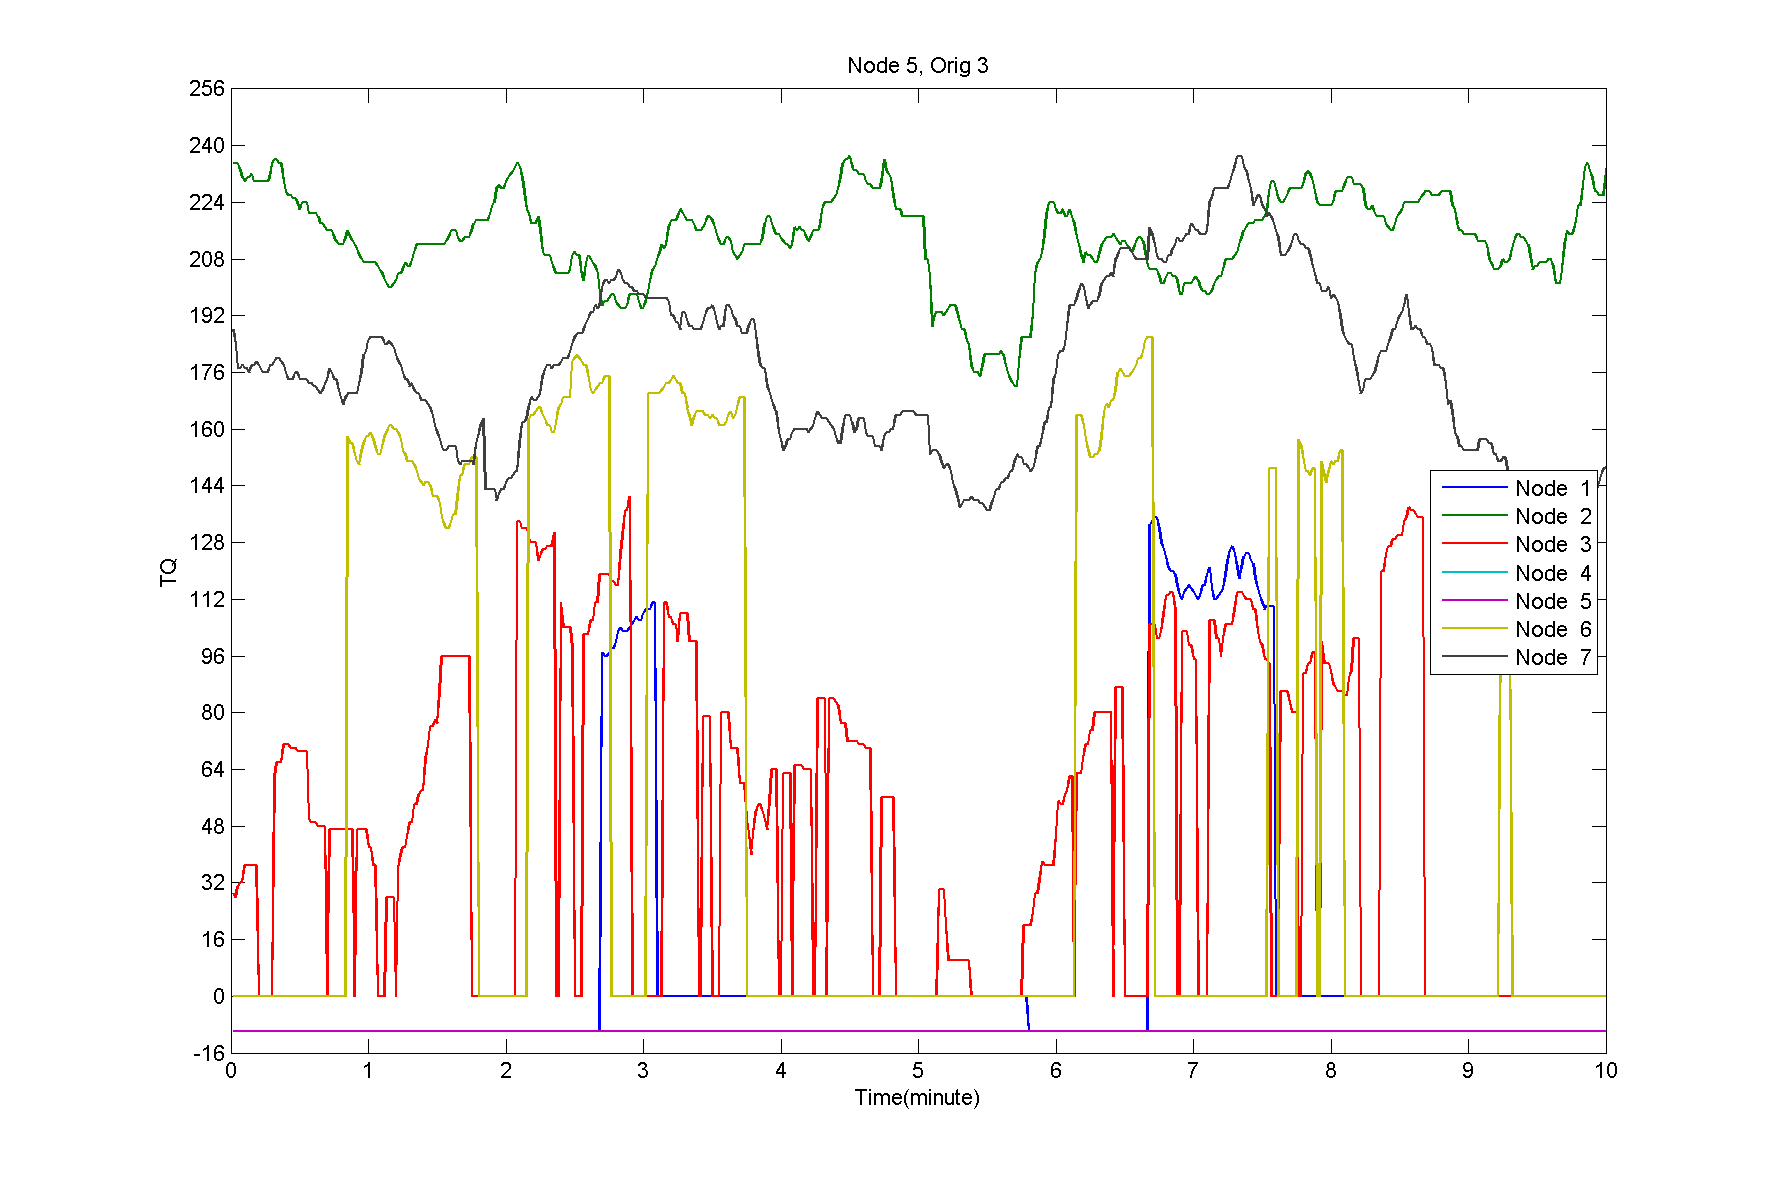 Node 5, Orig 3
256
240
224
208
192
176
160
144
128
112
96
80
64
48
32
16
0
-16
TQ
0 1 2 3 4 5 6 7 8 9 10
Time(minute)
Node 1
Node 2
Node 3
Node 4
Node 5
Node 6
Node 7